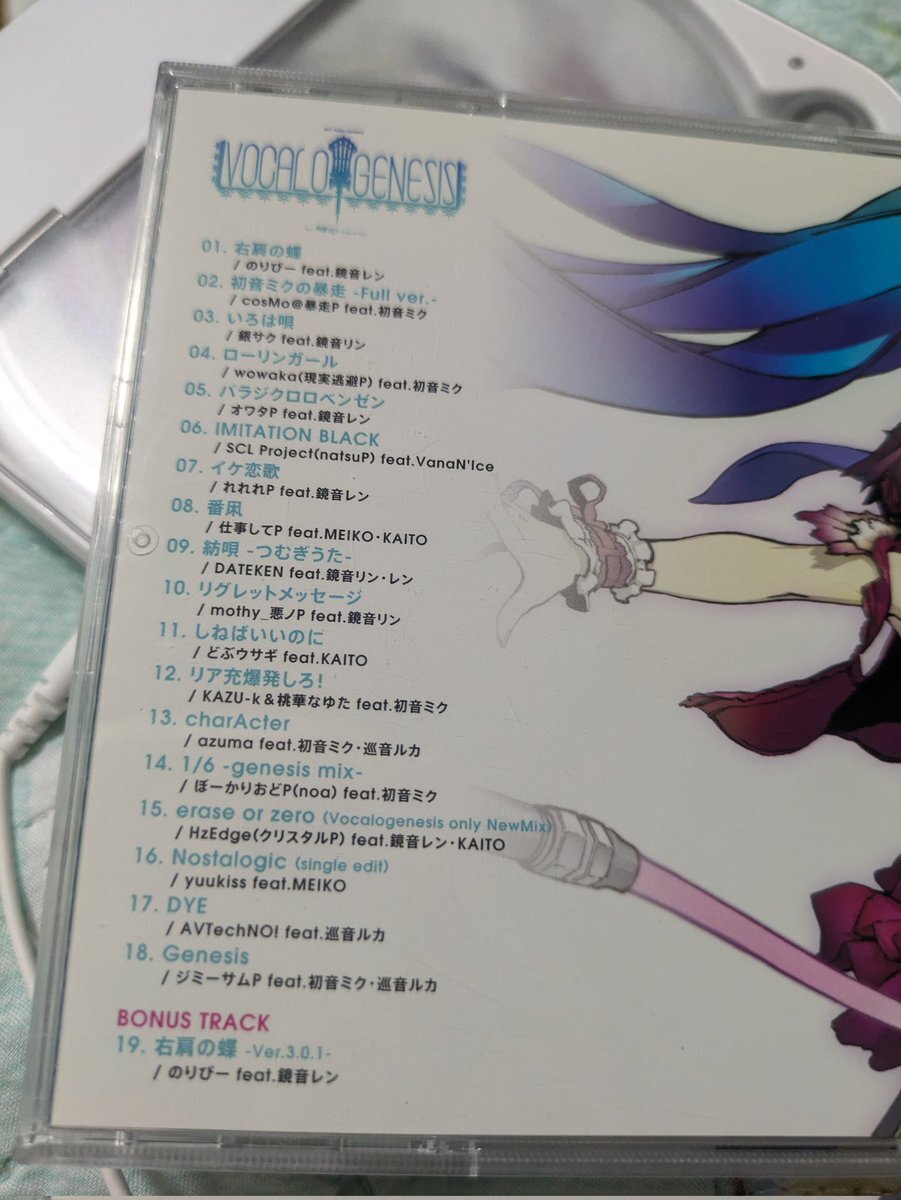 VOCALOGENESIS
01. 右肩の蝶
/ のりぴー feat.鏡音レン
02. 初音ミクの暴走 -Full ver.-
/ cosMo@暴走P feat.初音ミク
03. いろは唄
/ 銀サク feat.鏡音リン
04. ローリンガール
/ wowaka(現実逃避P) feat.初音ミク
05. パラジクロロベンゼン
/ オワタP feat.鏡音レン
06. IMITATION BLACK
/ SCL Project(natsuP) feat.VanaN'Ice
07. イケ恋歌
/ れれれP feat.鏡音レン
08. 番凩
/ 仕事してP feat.MEIKO・KAITO
09. 紡唄 -つむぎうた-
/ DATEKEN feat.鏡音リン・レン
10. リグレットメッセージ
/ mothy_悪ノP feat.鏡音リン
11. しねばいいのに
/ どぶウサギ feat.KAITO
12. リア充爆発しろ!
/ KAZU-k＆桃華なゆた feat.初音ミク
13. charActer
/ azuma feat.初音ミク・巡音ルカ
14. 1/6 -genesis mix-
/ ぼーかりおどP(noa) feat.初音ミク
15. erase or zero (Vocalogenesis only NewMix)
/ HzEdge(クリスタルP) feat.鏡音レン・KAITO
16. Nostalogic (single edit)
/ yuukiss feat.MEIKO
17. DYE
/ AVTechNO! feat.巡音ルカ
18. Genesis
/ ジミーサムP feat.初音ミク・巡音ルカ
BONUS TRACK
19. 右肩の蝶 -Ver.3.0.1-
/ のりぴー feat.鏡音レン